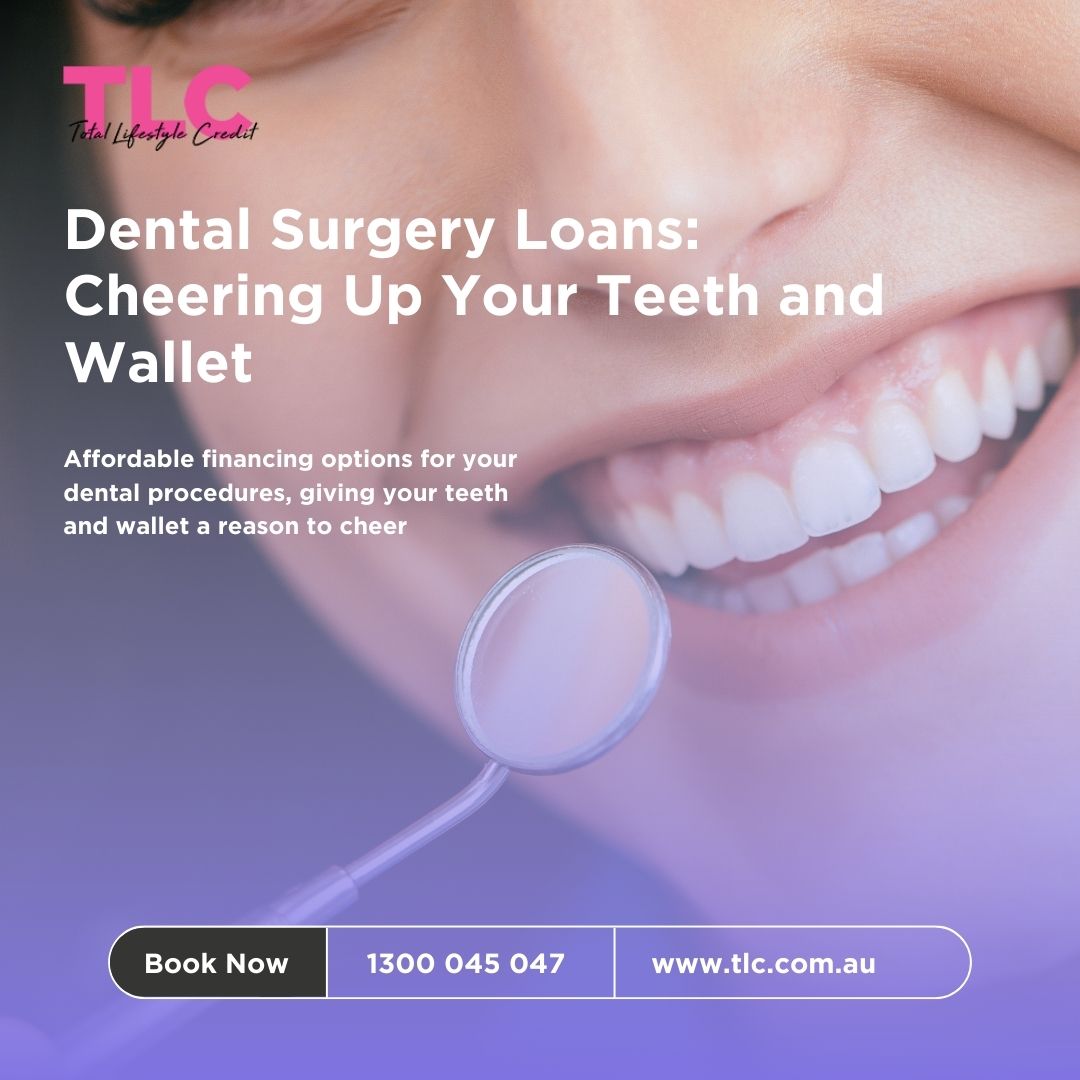 TLC
Total Lifestyle Credit
Dental Surgery Loans:
Cheering Up Your Teeth and
Wallet
Affordable financing options for your
dental procedures, giving your teeth
and wallet a reason to cheer
Book Now
1300 045 047
www.tlc.com.au